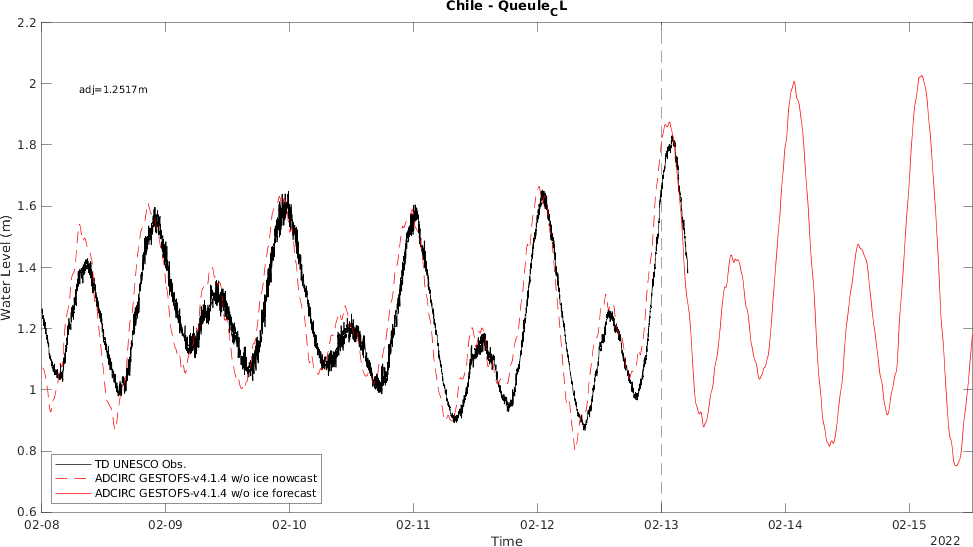 Chile - Queule_CL
2.2
2
1.8
1.6
1.4
1.2
1
0.8
0.6
Water Level (m)
adj=1.2517m
TD UNESCO Obs.
ADCIRC GESTOFS-v4.1.4 w/o ice nowcast
ADCIRC GESTOFS-v4.1.4 w/o ice forecast
02-08 02-09 02-10 02-11 02-12 02-13 02-14 02-15
Time
2022